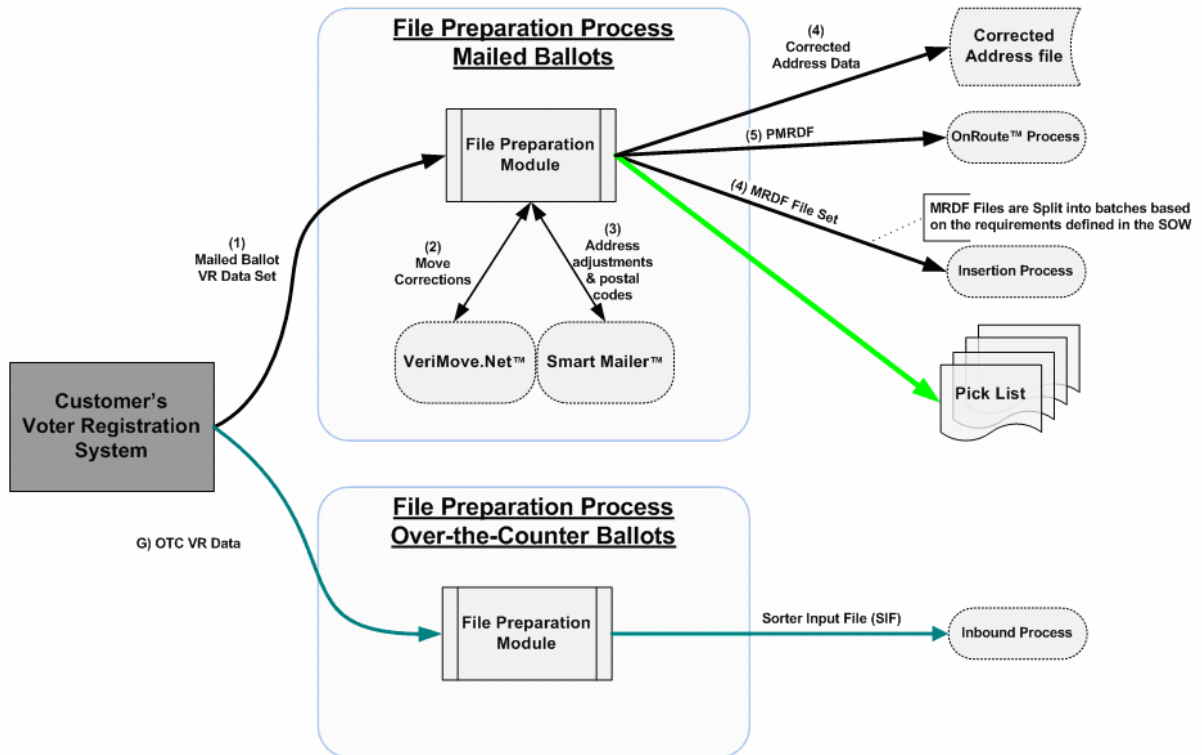 File Preparation Process
Mailed Ballots
(4)
Corrected
Address Data
Corrected
Address file
File Preparation
Module
(5) PMRDF
OnRoute™ Process
(4) MRDF File Set
MRDF Files are Split into batches based
on the requirements defined in the SOW
Insertion Process
(1)
Mailed Ballot
VR Data Set
(2)
Move
Corrections
(3)
Address
adjustments
& postal
codes
VeriMove.Net™
Smart Mailer™
Pick List
Customer's
Voter Registration
System
File Preparation Process
Over-the-Counter Ballots
G) OTC VR Data
File Preparation
Module
Sorter Input File (SIF)
Inbound Process